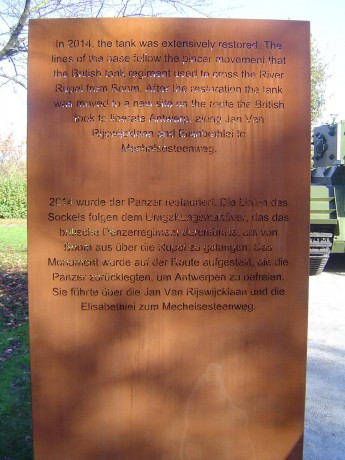 In 2014, the tank was extensively restored. The
lines of the base follow the pincer movement that
the British tank regiment used to cross the River
Rupel from Boom. After the restoration the tank
was moved to a new site on the route the British
took to liberate Antwerp, along Jan Van
Rijswijcklaan and to
Mechelsesteenweg.
2014 wurde der Panzer restauriert. Die Linien des
Sockels folgen dem das das
britische Panzerregiment um von
Boom aus über die Rupel zu gelangen. Das
Monument wurde auf der Route aufgestellt, die die
Panzer zurücklegten, um Antwerpen zu befreien.
Sie führte über die Jan Van Rijswijcklaan und die
Elisabethlei zum Mechelsesteenweg.